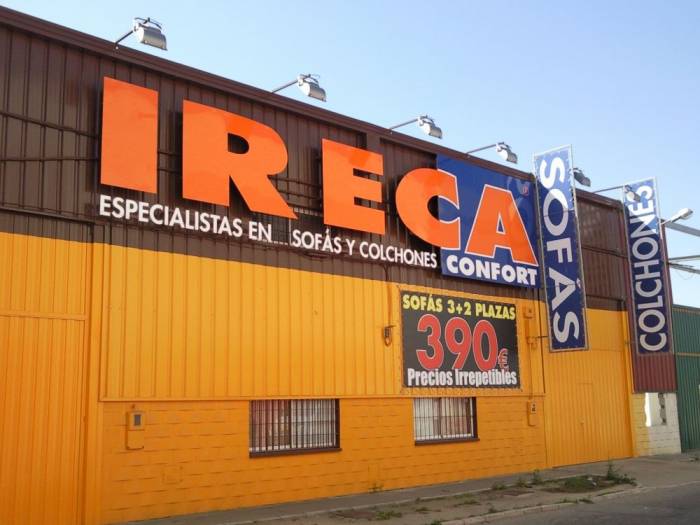 IRECA
ESPECIALISTAS EN... SOFÁS Y COLCHONES
CONFORT
SOFÁS 3+2 PLAZAS
390€
Precios Irrepetibles
SOFÁS
COLCHONES